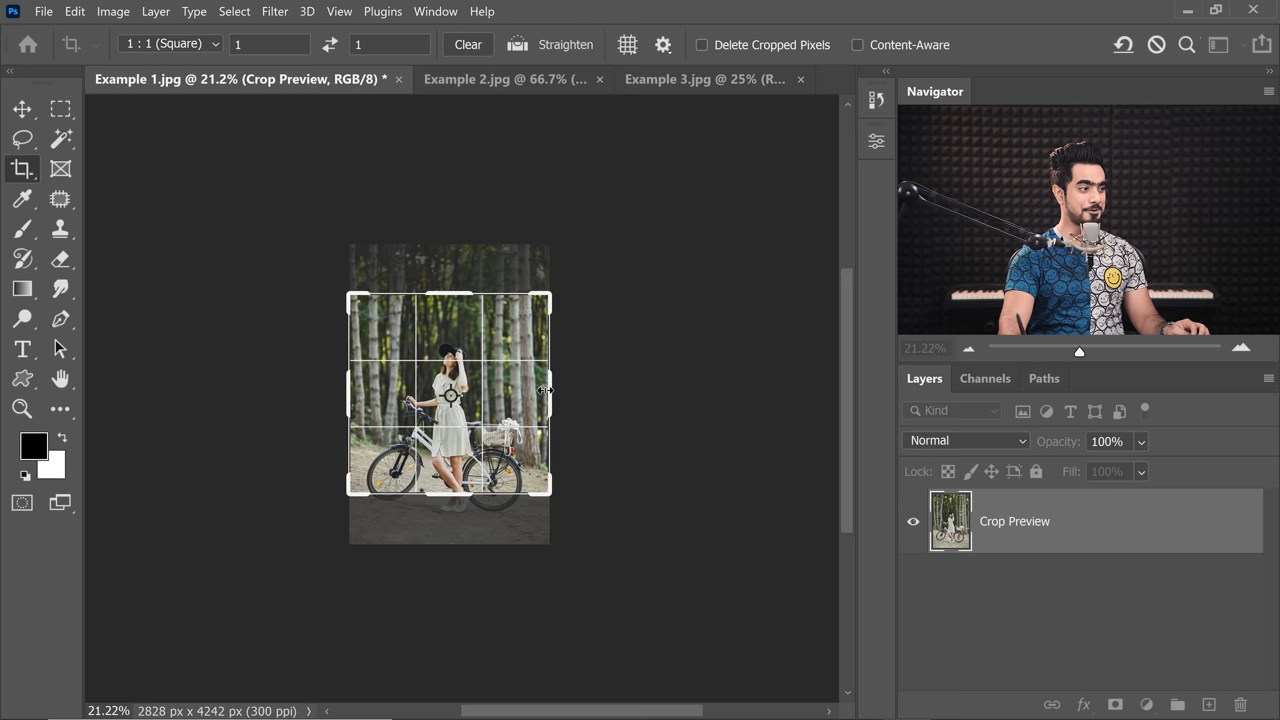 Ps File Edit Image Layer Type Select Filter 3D View Plugins Window Help
1 : 1 (Square) 1 1 Clear Straighten Delete Cropped Pixels Content-Aware
Example 1.jpg @ 21.2% (Crop Preview, RGB/8) * × Example 2.jpg @ 66.7% (... × Example 3.jpg @ 25% (R... ×
Navigator
21.22%
Layers Channels Paths
Kind
Normal Opacity: 100%
Lock: Fill: 100%
Crop Preview
21.22% 2828 px x 4242 px (300 ppi)